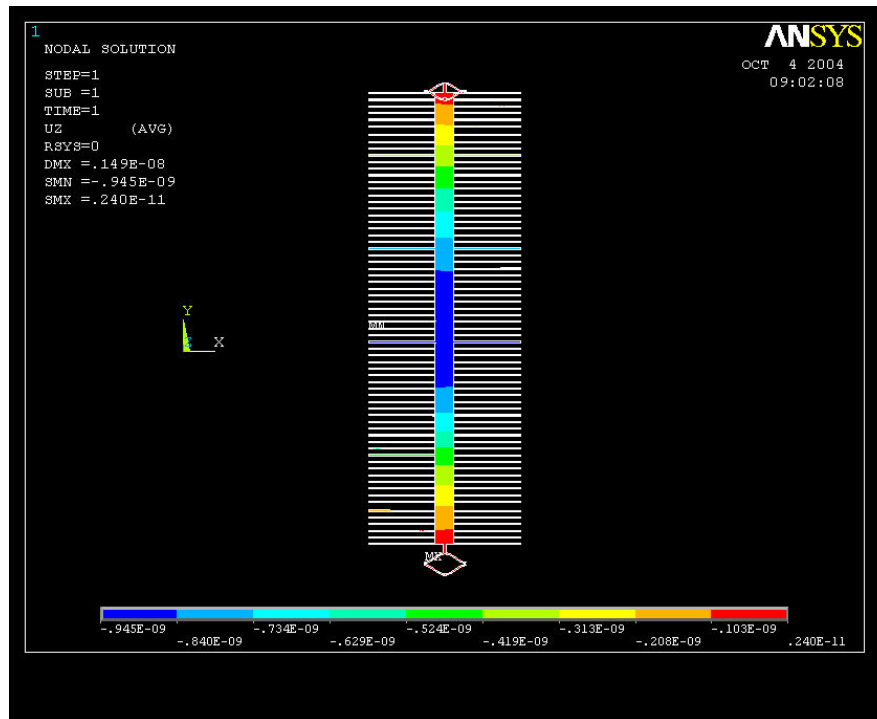 1
NODAL SOLUTION
ANSYS
OCT 4 2004
09:02:08
STEP=1
SUB =1
TIME=1
UZ (AVG)
RSYS=0
DMX =.149E-08
SMN =-.945E-09
SMX =.240E-11
Y
Z
X
MN
MX
-.945E-09 -.734E-09 -.524E-09 -.313E-09 -.103E-09
-.840E-09 -.629E-09 -.419E-09 -.208E-09 .240E-11